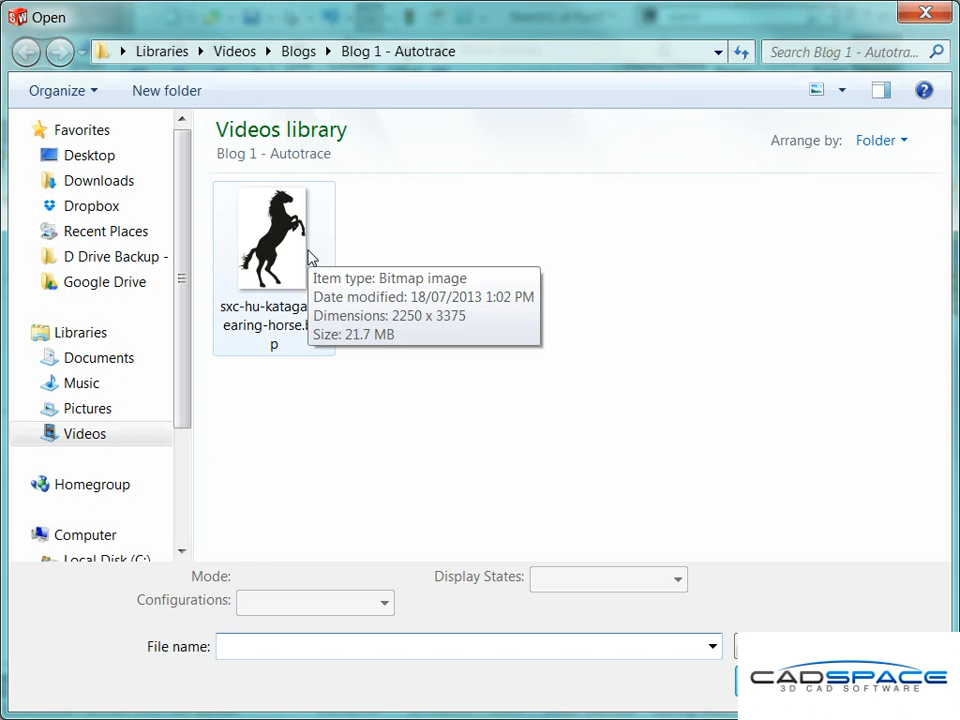 Open
Libraries
Videos
Blogs
Blog 1 - Autotrace
Search Blog 1 - Autotra...
Organize
New folder
Favorites
Desktop
Downloads
Dropbox
Recent Places
D Drive Backup -
Google Drive
Libraries
Documents
Music
Pictures
Videos
Homegroup
Computer
Local Disk (C:)
Videos library
Blog 1 - Autotrace
Arrange by: Folder
sxc-hu-kataga
earing-horse.b
p
Item type: Bitmap image
Date modified: 18/07/2013 1:02 PM
Dimensions: 2250 x 3375
Size: 21.7 MB
Mode:
Configurations:
Display States:
File name:
CADSPACE
3D CAD SOFTWARE